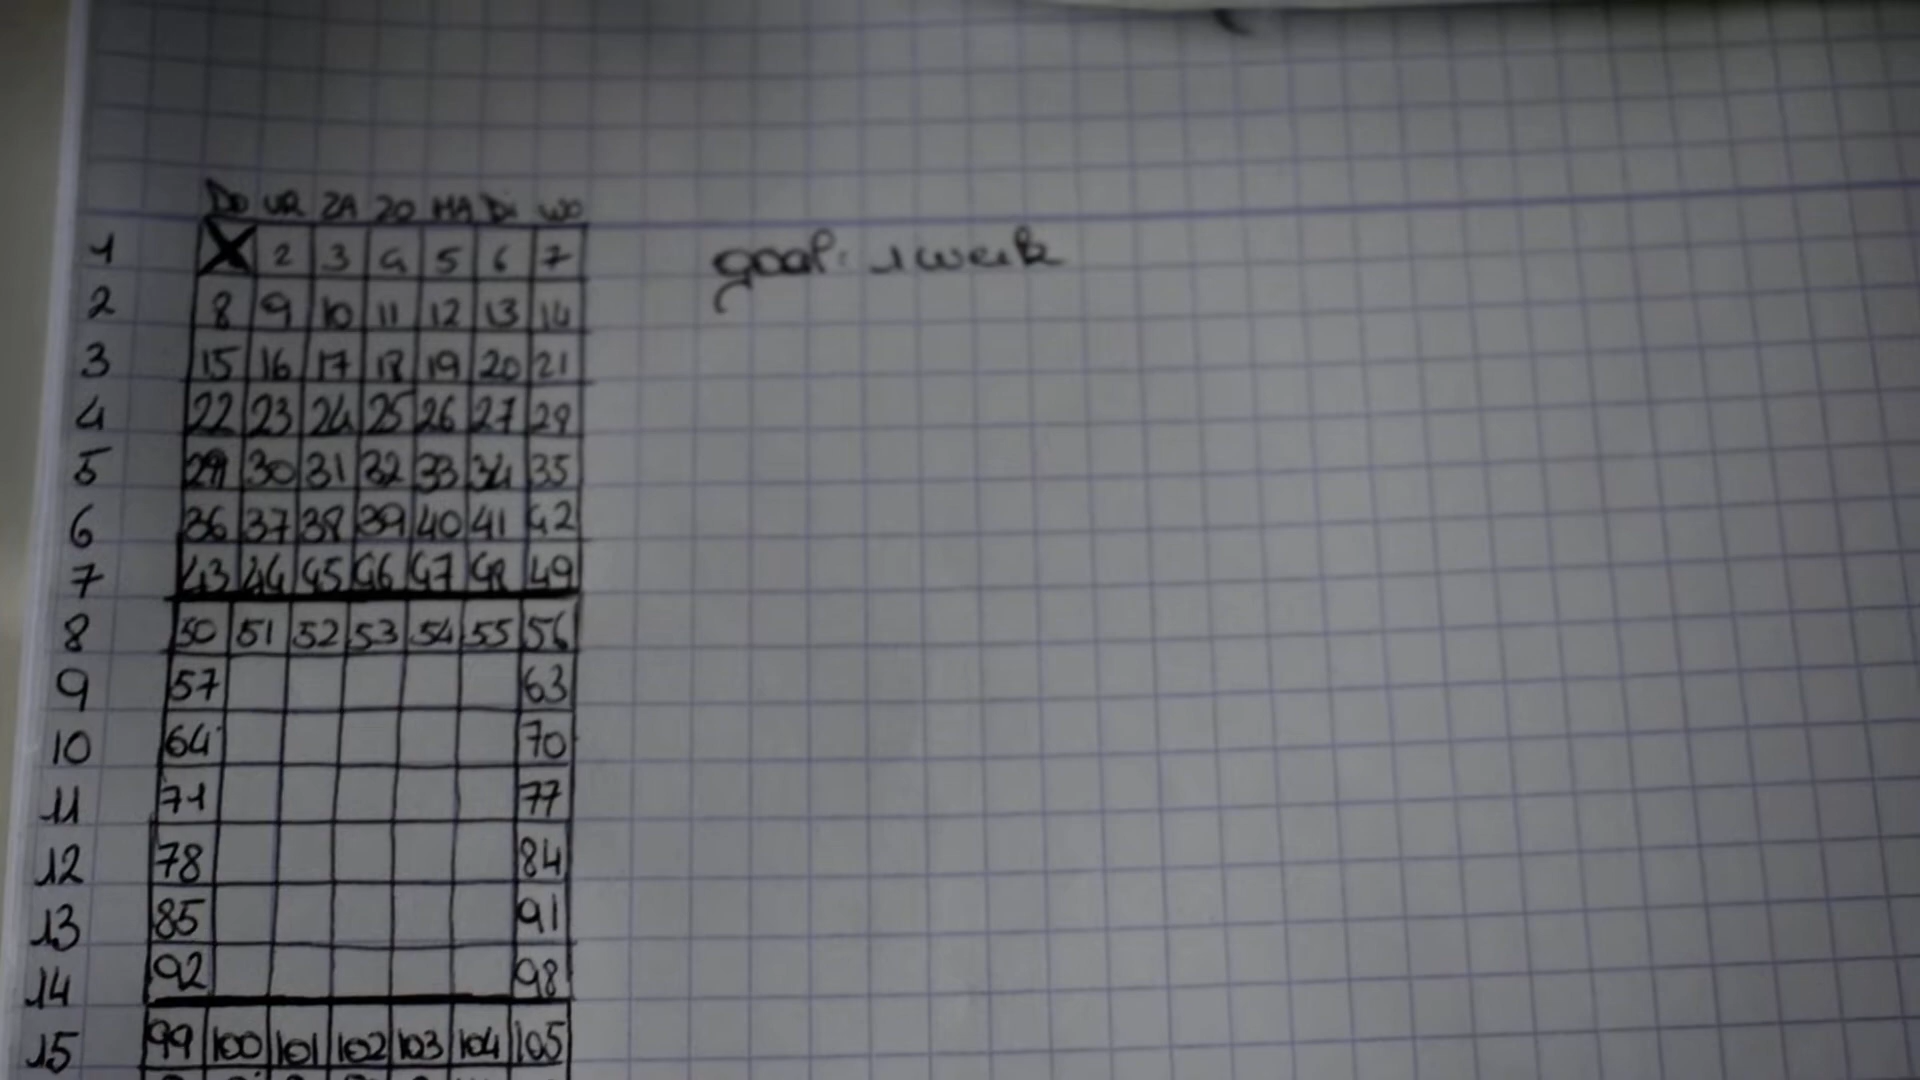 DO VR ZA ZO MA Di WO
1 X 2 3 4 5 6 7 goal: 1 week
2 8 9 10 11 12 13 14
3 15 16 17 18 19 20 21
4 22 23 24 25 26 27 28
5 29 30 31 32 33 34 35
6 36 37 38 39 40 41 42
7 43 44 45 46 47 48 49
8 50 51 52 53 54 55 56
9 57 63
10 64 70
11 71 77
12 78 84
13 85 91
14 92 98
15 99 100 101 102 103 104 105